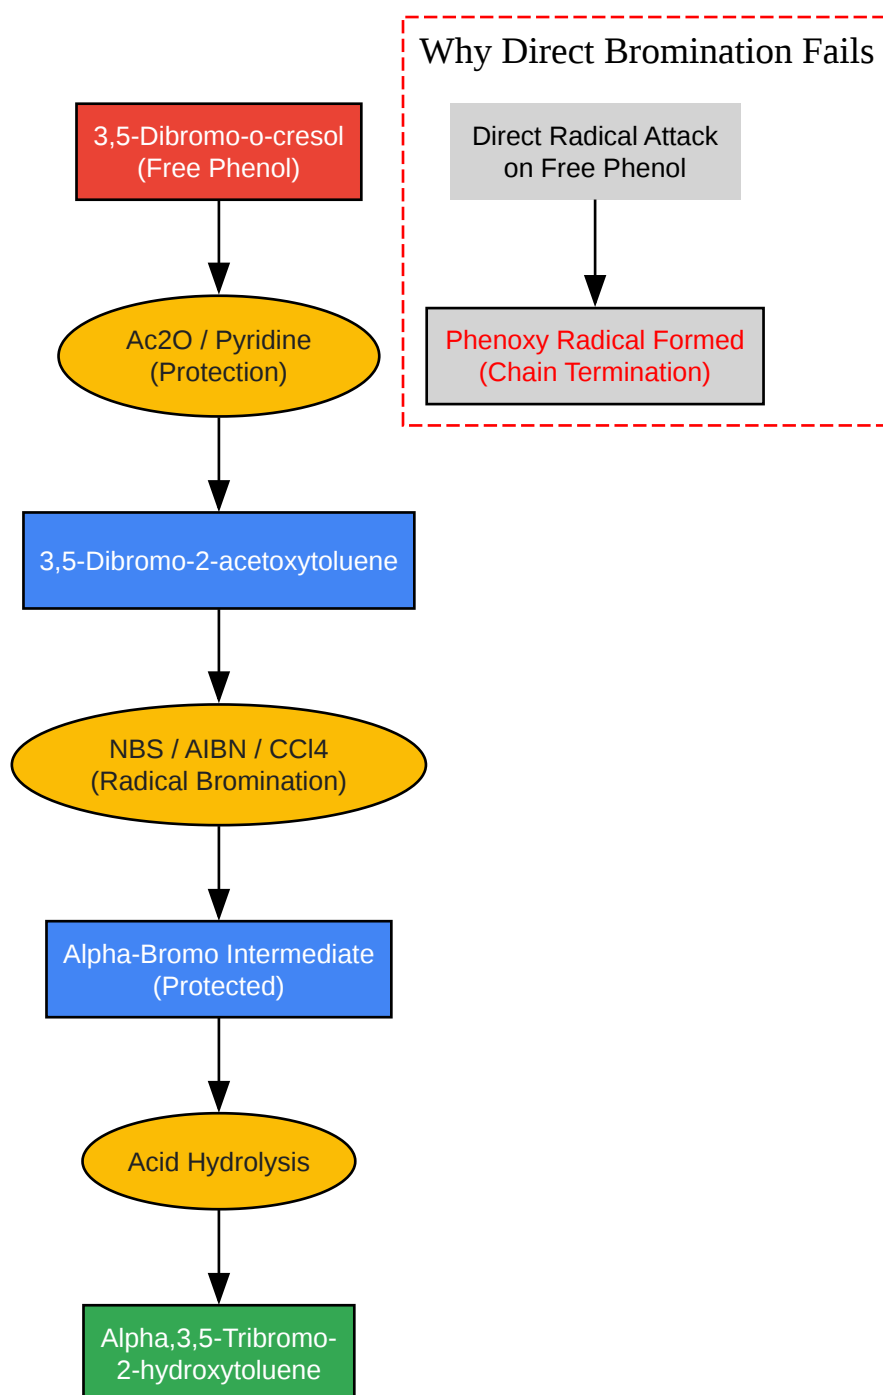 Why Direct Bromination Fails
3,5-Dibromo-o-cresol
(Free Phenol)
Direct Radical Attack
on Free Phenol
Ac2O / Pyridine
(Protection)
Phenoxy Radical Formed
(Chain Termination)
3,5-Dibromo-2-acetoxytoluene
NBS / AIBN / CCl4
(Radical Bromination)
Alpha-Bromo Intermediate
(Protected)
Acid Hydrolysis
Alpha,3,5-Tribromo-
2-hydroxytoluene